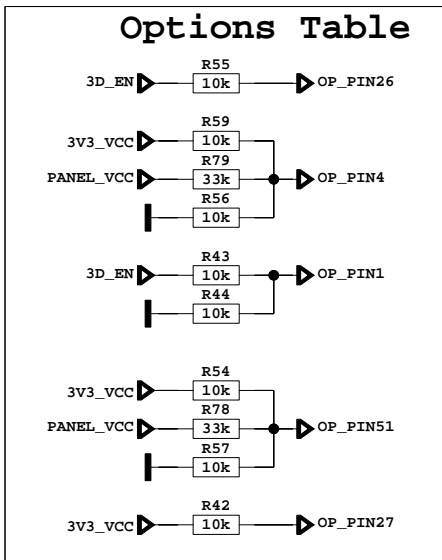 Options Table
R55
3D_EN 10k OP_PIN26
R59
3V3_VCC 10k
R79
PANEL_VCC 33k OP_PIN4
R56
10k
R43
3D_EN 10k OP_PIN1
R44
10k
R54
3V3_VCC 10k
R78
PANEL_VCC 33k OP_PIN51
R57
10k
R42
3V3_VCC 10k OP_PIN27